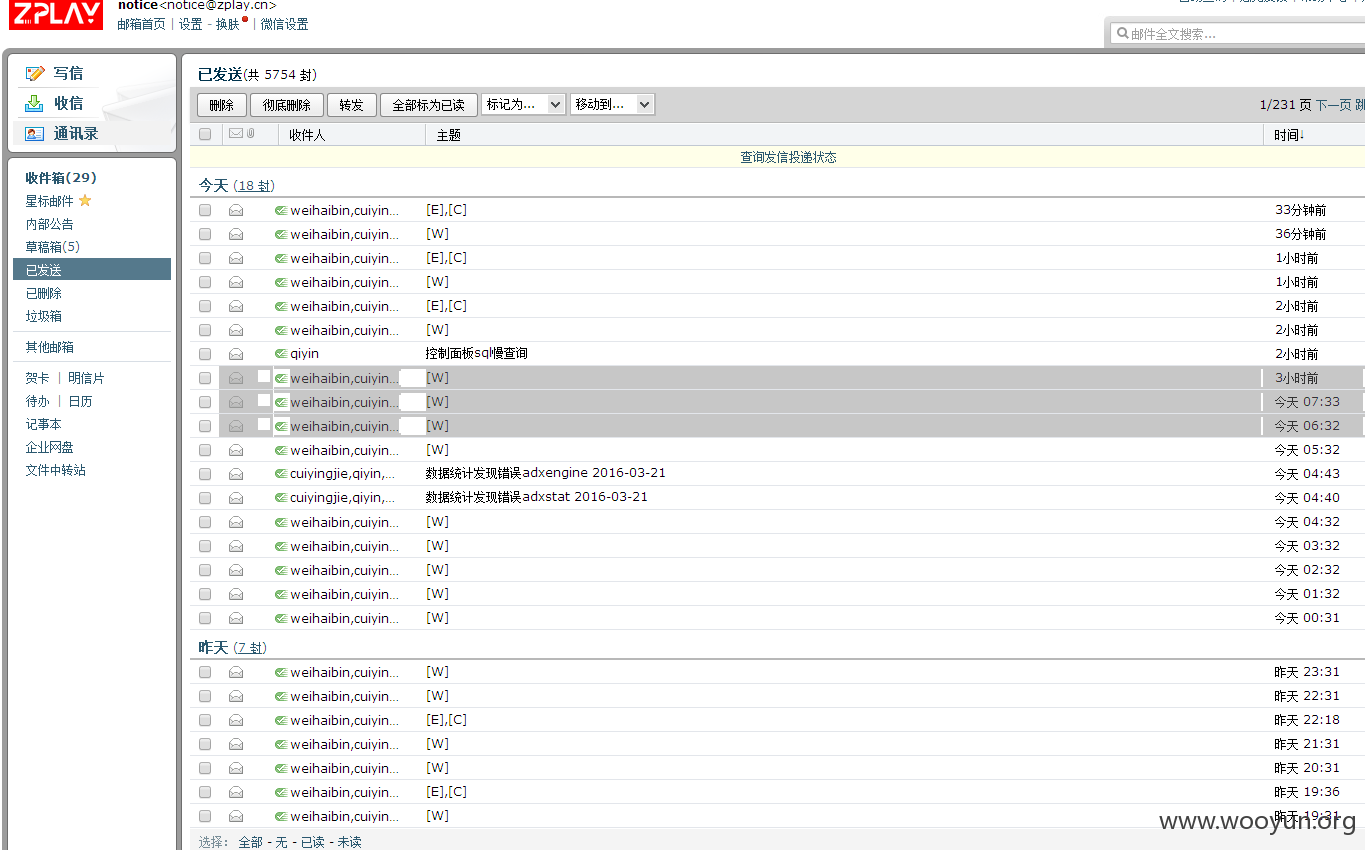 ZPLAY
notice<notice@zplay.cn>
邮箱首页 | 设置 - 换肤 | 微信设置
邮件全文搜索...
写信
收信
通讯录
收件箱(29)
星标邮件
内部公告
草稿箱(5)
已发送
已删除
垃圾箱
其他邮箱
贺卡 | 明信片
待办 | 日历
记事本
企业网盘
文件中转站
已发送(共 5754 封)
删除 彻底删除 转发 全部标为已读 标记为... 移动到... 1/231 页 下一页 跳
收件人 主题 时间↓
查询发信投递状态
今天 (18 封)
weihaibin,cuiyin... [E],[C] 33分钟前
weihaibin,cuiyin... [W] 36分钟前
weihaibin,cuiyin... [E],[C] 1小时前
weihaibin,cuiyin... [W] 1小时前
weihaibin,cuiyin... [E],[C] 2小时前
weihaibin,cuiyin... [W] 2小时前
qiyin 控制面板sql慢查询 2小时前
weihaibin,cuiyin... [W] 3小时前
weihaibin,cuiyin... [W] 今天 07:33
weihaibin,cuiyin... [W] 今天 06:32
weihaibin,cuiyin... [W] 今天 05:32
cuiyingjie,qiyin,... 数据统计发现错误adxengine 2016-03-21 今天 04:43
cuiyingjie,qiyin,... 数据统计发现错误adxstat 2016-03-21 今天 04:40
weihaibin,cuiyin... [W] 今天 04:32
weihaibin,cuiyin... [W] 今天 03:32
weihaibin,cuiyin... [W] 今天 02:32
weihaibin,cuiyin... [W] 今天 01:32
weihaibin,cuiyin... [W] 今天 00:31
昨天 (7 封)
weihaibin,cuiyin... [W] 昨天 23:31
weihaibin,cuiyin... [W] 昨天 22:31
weihaibin,cuiyin... [E],[C] 昨天 22:18
weihaibin,cuiyin... [W] 昨天 21:31
weihaibin,cuiyin... [W] 昨天 20:31
weihaibin,cuiyin... [E],[C] 昨天 19:36
weihaibin,cuiyin... [W] 昨天 19:31
选择: 全部 - 无 - 已读 - 未读
www.wooyun.org